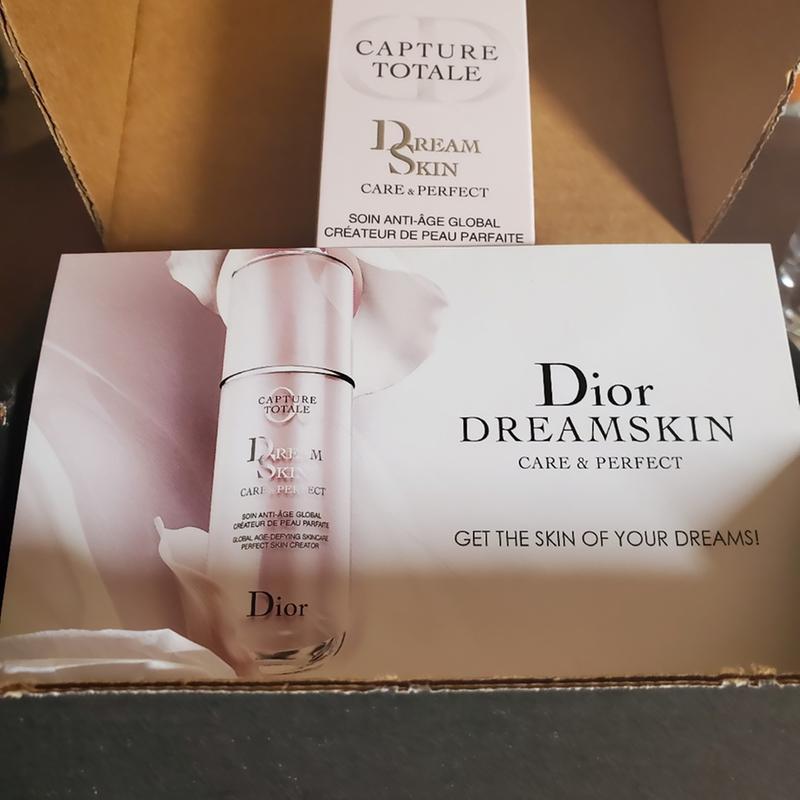 CAPTURE
TOTALE
DREAM
SKIN
CARE & PERFECT
SOIN ANTI-ÂGE GLOBAL
CRÉATEUR DE PEAU PARFAITE
CAPTURE
TOTALE
DREAM
SKIN
CARE & PERFECT
SOIN ANTI-ÂGE GLOBAL
CRÉATEUR DE PEAU PARFAITE
GLOBAL AGE-DEFYING SKINCARE
PERFECT SKIN CREATOR
Dior
Dior
DREAMSKIN
CARE & PERFECT
GET THE SKIN OF YOUR DREAMS!